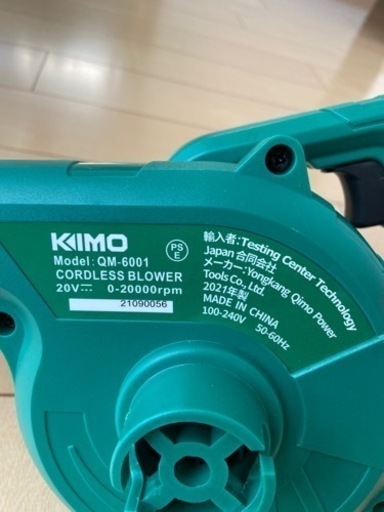 KIMO
Model: QM-6001
CORDLESS BLOWER
20V⎓ 0-20000rpm
21090056
PS
E
輸入者: Testing Center Technology
Japan 合同会社
メーカー: Yongkang Qimo Power
Tools Co., Ltd.
2021年製
MADE IN CHINA
100-240V 50-60Hz